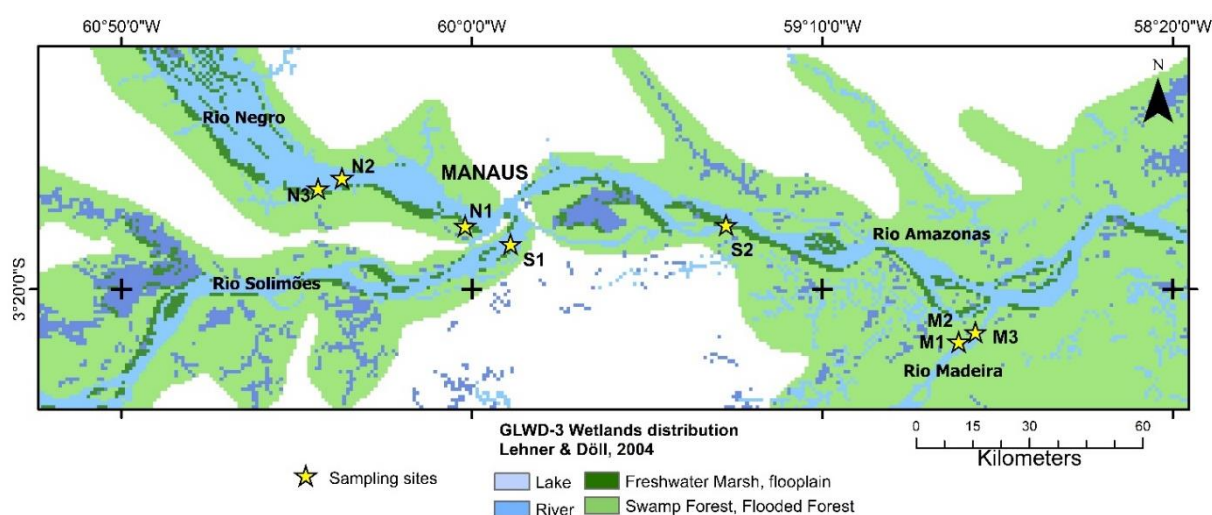 60°50'0"W 60°0'0"W 59°10'0"W 58°20'0"W
N
Rio Negro
N2
MANAUS
N3
N1
S1
S2
Rio Amazonas
3°20'0"S
Rio Solimões
M2
M1 M3
Rio Madeira
GLWD-3 Wetlands distribution
Lehner & Döll, 2004
0 15 30 60
Kilometers
Sampling sites
Lake Freshwater Marsh, flooplain
River Swamp Forest, Flooded Forest